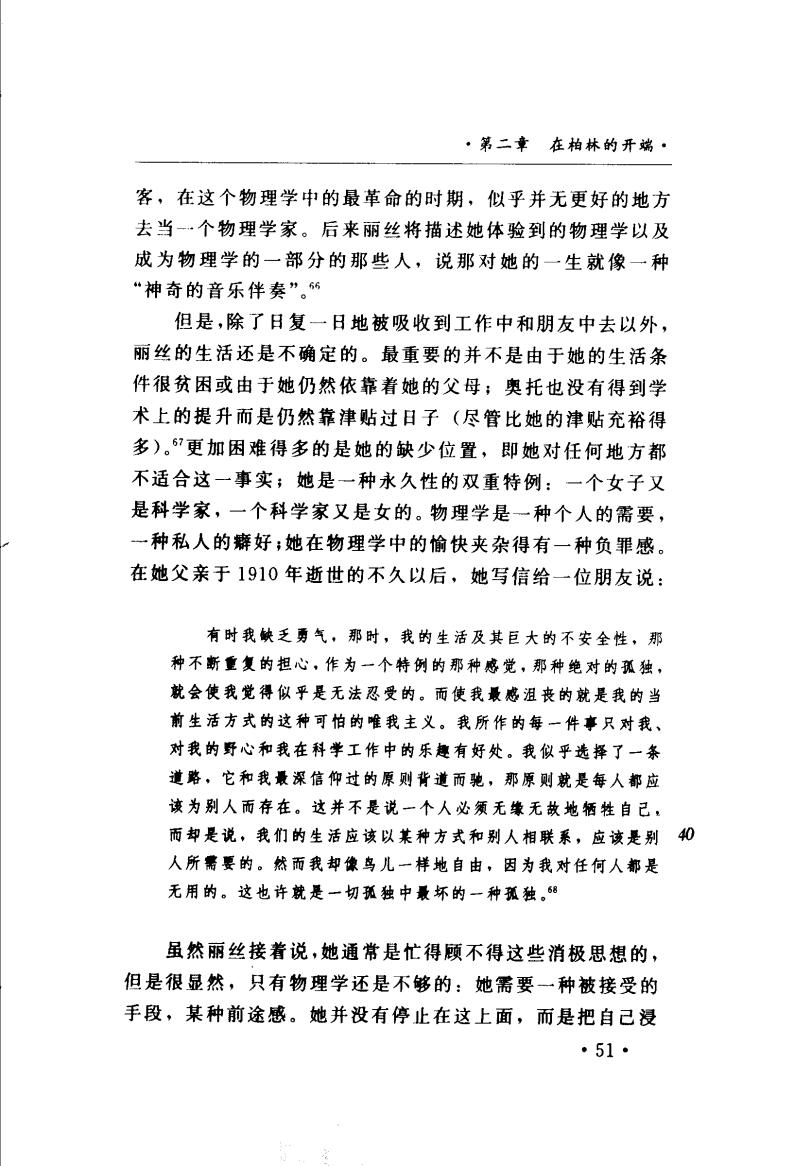 ·第二章 在柏林的开端·
客，在这个物理学中的最革命的时期，似乎并无更好的地方
去当一个物理学家。后来丽丝将描述她体验到的物理学以及
成为物理学的一部分的那些人，说那对她的一生就像一种
“神奇的音乐伴奏”。66
但是，除了日复一日地被吸收到工作中和朋友中去以外，
丽丝的生活还是不确定的。最重要的并不是由于她的生活条
件很贫困或由于她仍然依靠着她的父母；奥托也没有得到学
术上的提升而是仍然靠津贴过日子（尽管比她的津贴充裕得
多）。67更加困难得多的是她的缺少位置，即她对任何地方都
不适合这一事实；她是一种永久性的双重特例：一个女子又
是科学家，一个科学家又是女的。物理学是一种个人的需要，
一种私人的癖好；她在物理学中的愉快夹杂得有一种负罪感。
在她父亲于1910年逝世的不久以后，她写信给一位朋友说：
有时我缺乏勇气，那时，我的生活及其巨大的不安全性，那
种不断重复的担心，作为一个特例的那种感觉，那种绝对的孤独，
就会使我觉得似乎是无法忍受的。而使我最感沮丧的就是我的当
前生活方式的这种可怕的唯我主义。我所作的每一件事只对我、
对我的野心和我在科学工作中的乐趣有好处。我似乎选择了一条
道路，它和我最深信仰过的原则背道而驰，那原则就是每人都应
该为别人而存在。这并不是说一个人必须无缘无故地牺牲自己，
而却是说，我们的生活应该以某种方式和别人相联系，应该是别
40
人所需要的。然而我却像鸟儿一样地自由，因为我对任何人都是
无用的。这也许就是一切孤独中最坏的一种孤独。68
虽然丽丝接着说，她通常是忙得顾不得这些消极思想的，
但是很显然，只有物理学还是不够的：她需要一种被接受的
手段，某种前途感。她并没有停止在这上面，而是把自己浸
·51·